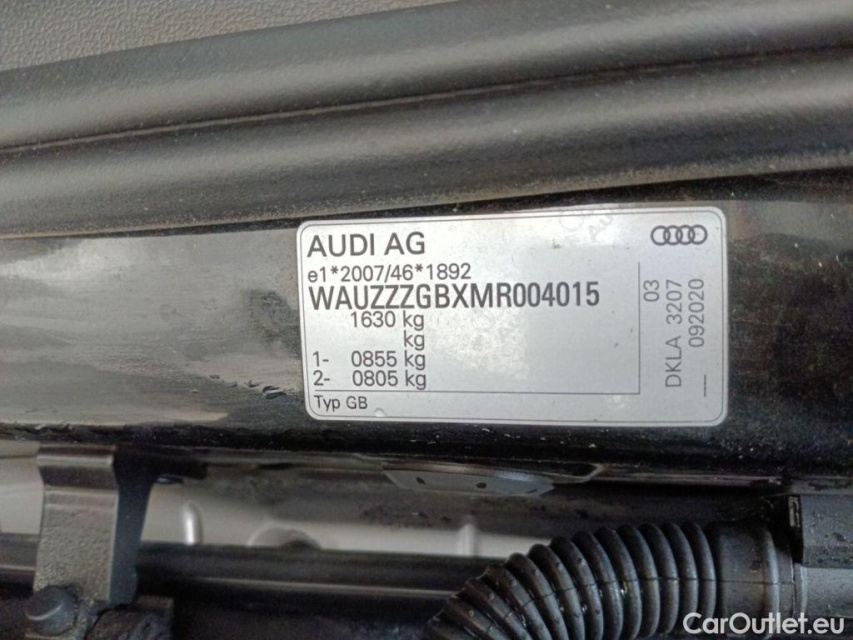 AUDI AG
e1*2007/46*1892
WAUZZZGBXMR004015
1630 kg
kg
1- 0855 kg
2- 0805 kg
Typ GB
03
DKLA 3207
092020
CarOutlet.eu